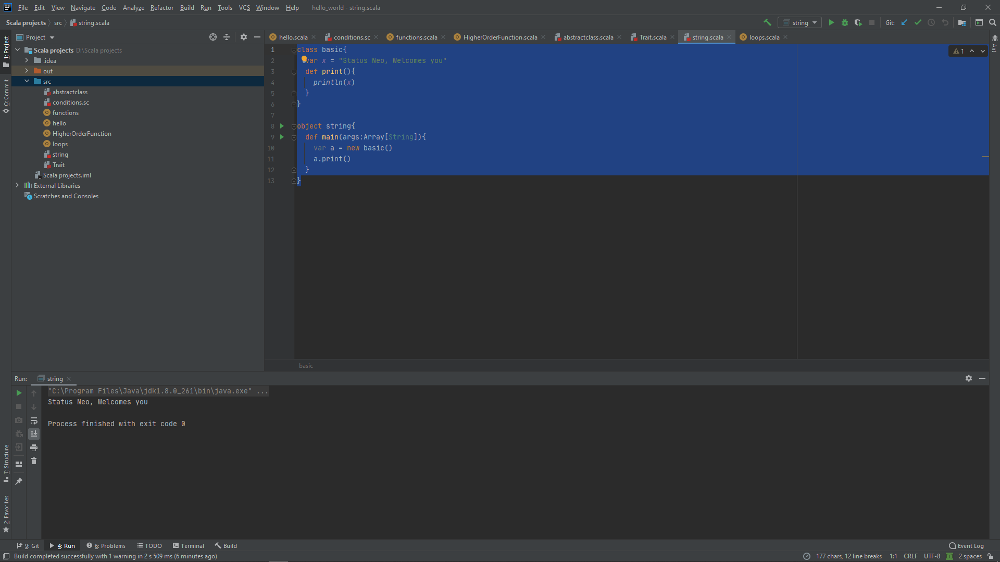 File Edit View Navigate Code Analyze Refactor Build Run Tools VCS Window Help hello_world - string.scala
Scala projects src string.scala
string
Git:
1: Project
0: Commit
7: Structure
2: Favorites
Project
Scala projects D:\Scala projects
.idea
out
src
abstractclass
conditions.sc
functions
hello
HigherOrderFunction
loops
string
Trait
Scala projects.iml
External Libraries
Scratches and Consoles
hello.scala conditions.sc functions.scala HigherOrderFunction.scala abstractclass.scala Trait.scala string.scala loops.scala
Ant
1
1 class basic{
2 var x = "Status Neo, Welcomes you"
3 def print(){
4 println(x)
5 }
6 }
7
8 object string{
9 def main(args:Array[String]){
10 var a = new basic()
11 a.print()
12 }
13 }
basic
Run: string
"C:\Program Files\Java\jdk1.8.0_261\bin\java.exe" ...
Status Neo, Welcomes you
Process finished with exit code 0
9: Git 4: Run 6: Problems TODO Terminal Build Event Log
Build completed successfully with 1 warning in 2 s 509 ms (6 minutes ago) 177 chars, 12 line breaks 1:1 CRLF UTF-8 [T] 2 spaces